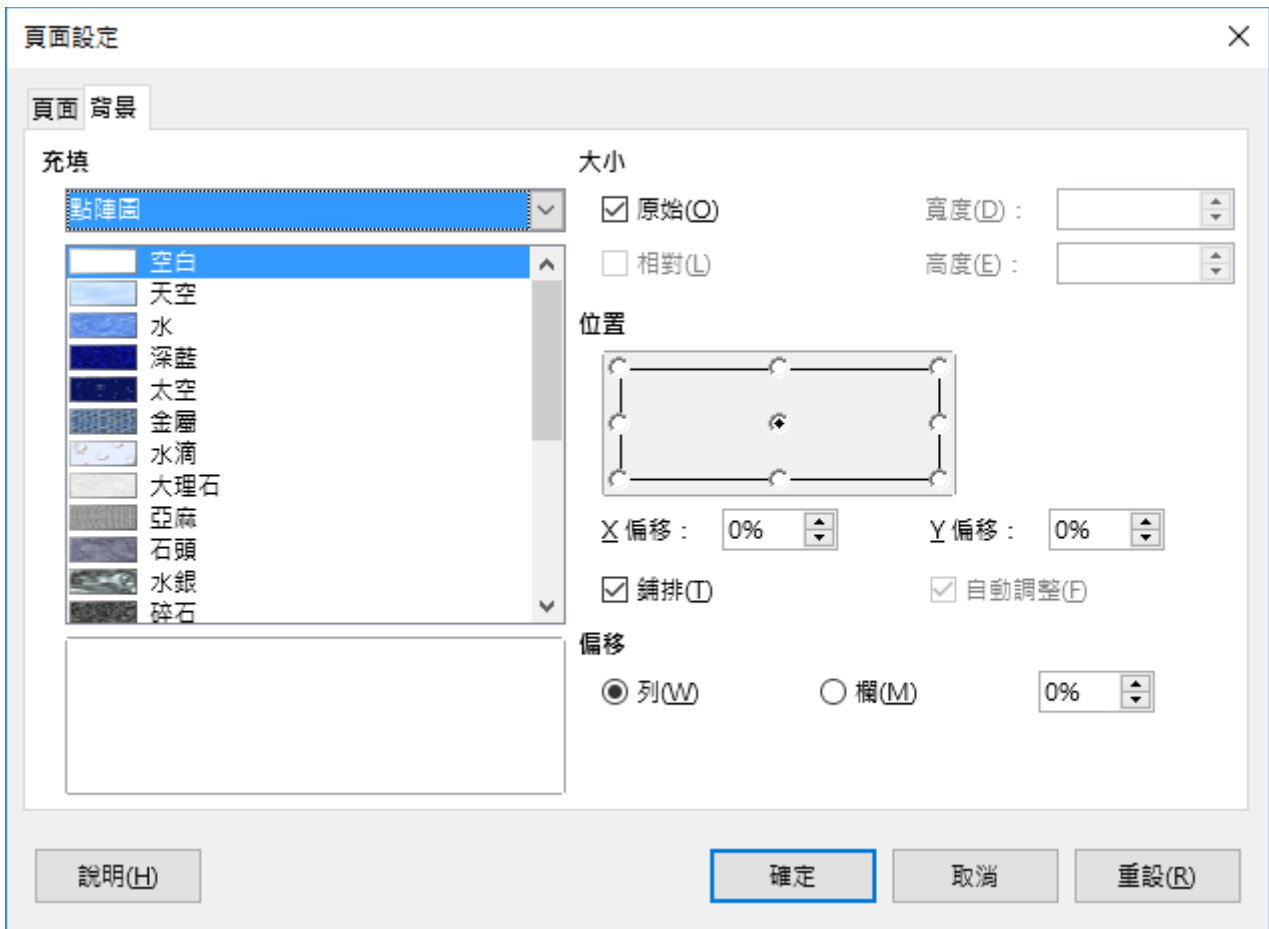 頁面設定
頁面 背景
充填
點陣圖
空白
天空
水
深藍
太空
金屬
水滴
大理石
亞麻
石頭
水銀
碎石
大小
原始(O) 寬度(D)：
相對(L) 高度(E)：
位置
X 偏移： 0% Y 偏移： 0%
鋪排(T) 自動調整(F)
偏移
列(W) 欄(M) 0%
說明(H) 確定 取消 重設(R)